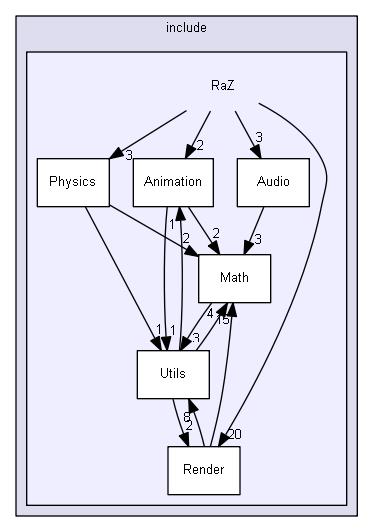 include
RaZ
3
2
3
Physics
Animation
Audio
1
2
2
3
Math
4
15
1
1
3
Utils
8
2
20
Render